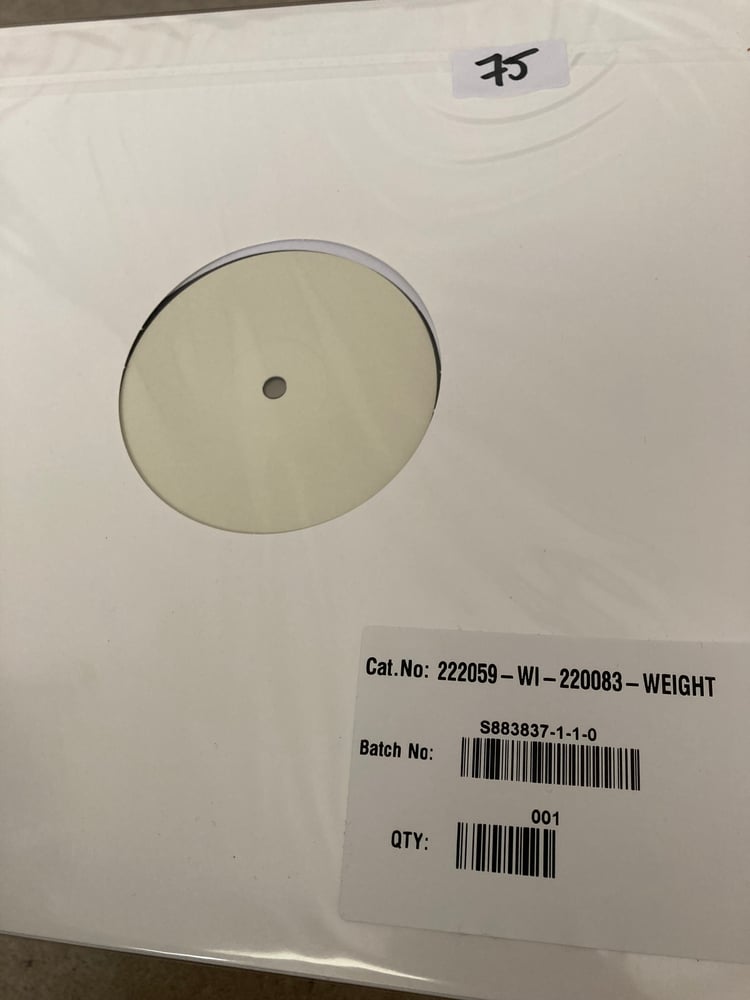 75
Cat.No: 222059-WI-220083-WEIGHT
S883837-1-1-0
Batch No:
001
QTY: